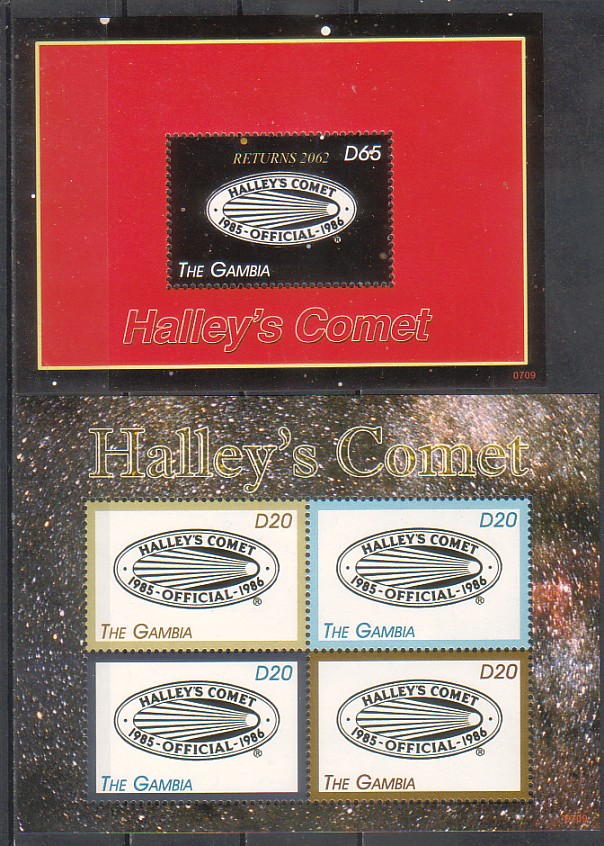 RETURNS 2062 D65
HALLEY'S COMET
1985 - OFFICIAL - 1986
®
THE GAMBIA
Halley's Comet
0709
Halley's Comet
D20
HALLEY'S COMET
1985 - OFFICIAL - 1986
®
THE GAMBIA
D20
HALLEY'S COMET
1985 - OFFICIAL - 1986
®
THE GAMBIA
D20
HALLEY'S COMET
1985 - OFFICIAL - 1986
®
THE GAMBIA
D20
HALLEY'S COMET
1985 - OFFICIAL - 1986
®
THE GAMBIA
0709